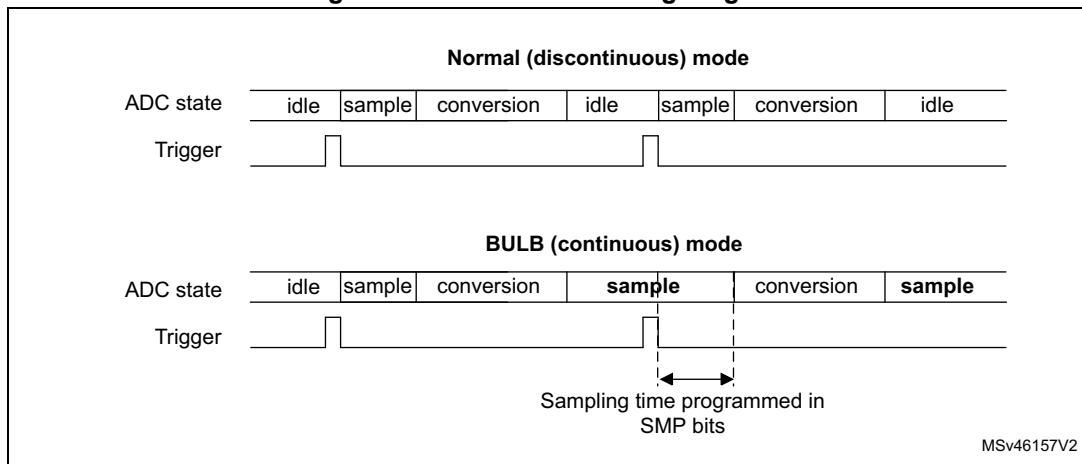 Normal (discontinuous) mode
ADC state idle sample conversion idle sample conversion idle
Trigger
BULB (continuous) mode
ADC state idle sample conversion sample conversion sample
Trigger
Sampling time programmed in
SMP bits
MSv46157V2